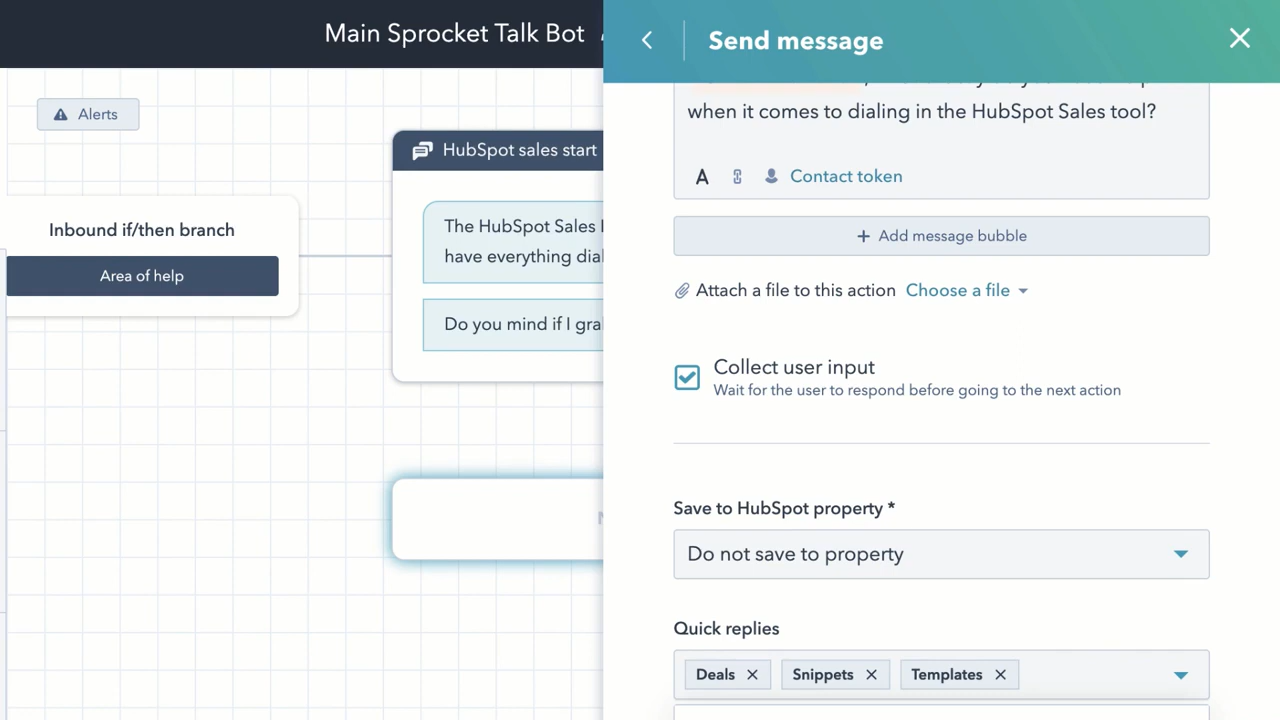 Main Sprocket Talk Bot
Alerts
Inbound if/then branch
Area of help
HubSpot sales start
The HubSpot Sales
have everything dial
Do you mind if I gra
Send message
when it comes to dialing in the HubSpot Sales tool?
A
Contact token
+ Add message bubble
Attach a file to this action Choose a file
Collect user input
Wait for the user to respond before going to the next action
Save to HubSpot property *
Do not save to property
Quick replies
Deals × Snippets × Templates ×